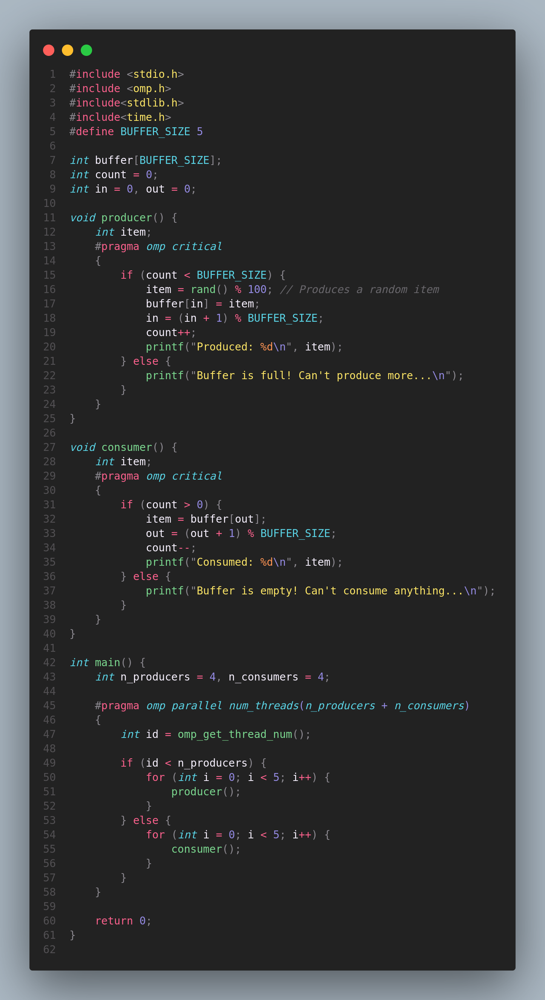 1 #include <stdio.h>
2 #include <omp.h>
3 #include<stdlib.h>
4 #include<time.h>
5 #define BUFFER_SIZE 5
6
7 int buffer[BUFFER_SIZE];
8 int count = 0;
9 int in = 0, out = 0;
10
11 void producer() {
12     int item;
13     #pragma omp critical
14     {
15         if (count < BUFFER_SIZE) {
16             item = rand() % 100; // Produces a random item
17             buffer[in] = item;
18             in = (in + 1) % BUFFER_SIZE;
19             count++;
20             printf("Produced: %d\n", item);
21         } else {
22             printf("Buffer is full! Can't produce more...\n");
23         }
24     }
25 }
26
27 void consumer() {
28     int item;
29     #pragma omp critical
30     {
31         if (count > 0) {
32             item = buffer[out];
33             out = (out + 1) % BUFFER_SIZE;
34             count--;
35             printf("Consumed: %d\n", item);
36         } else {
37             printf("Buffer is empty! Can't consume anything...\n");
38         }
39     }
40 }
41
42 int main() {
43     int n_producers = 4, n_consumers = 4;
44
45     #pragma omp parallel num_threads(n_producers + n_consumers)
46     {
47         int id = omp_get_thread_num();
48
49         if (id < n_producers) {
50             for (int i = 0; i < 5; i++) {
51                 producer();
52             }
53         } else {
54             for (int i = 0; i < 5; i++) {
55                 consumer();
56             }
57         }
58     }
59
60     return 0;
61 }
62